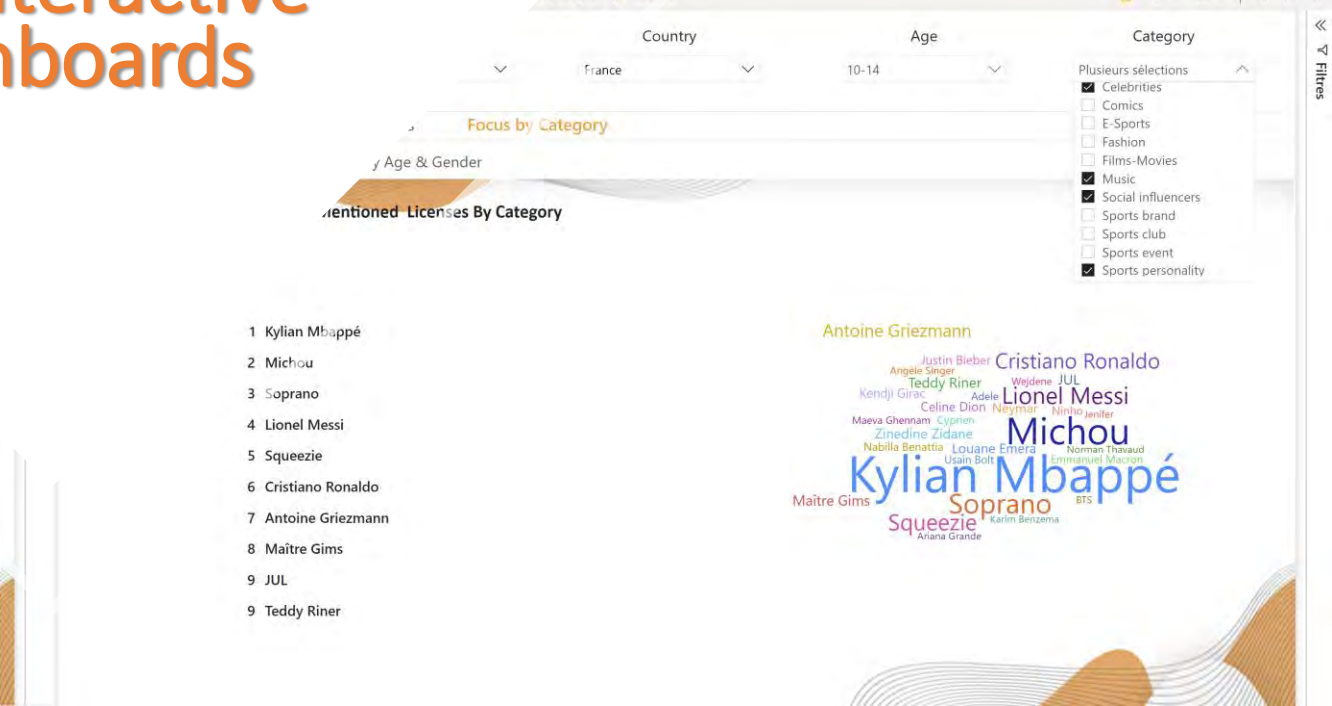 Interactive
hboards
Country
Age
Category
France
10-14
Plusieurs sélections
Filtres
Celebrities
Comics
E-Sports
Fashion
Films-Movies
Music
Social influencers
Sports brand
Sports club
Sports event
Sports personality
Focus by Category
y Age & Gender
entioned Licenses By Category
1 Kylian Mbappé
2 Michou
3 Soprano
4 Lionel Messi
5 Squeezie
6 Cristiano Ronaldo
7 Antoine Griezmann
8 Maître Gims
9 JUL
9 Teddy Riner
Antoine Griezmann
Justin Bieber
Cristiano Ronaldo
Angèle Singer
Teddy Riner
Wejdene
JUL
Kendji Girac
Adele
Lionel Messi
Celine Dion
Neymar
Ninho
Jenifer
Maeva Ghennam
Cyprien
Michou
Zinedine Zidane
Nabilla Benattia
Louane Emera
Norman Thavaud
Usain Bolt
Emmanuel Macron
Kylian Mbappé
Maître Gims
Soprano
BTS
Squeezie
Karim Benzema
Ariana Grande